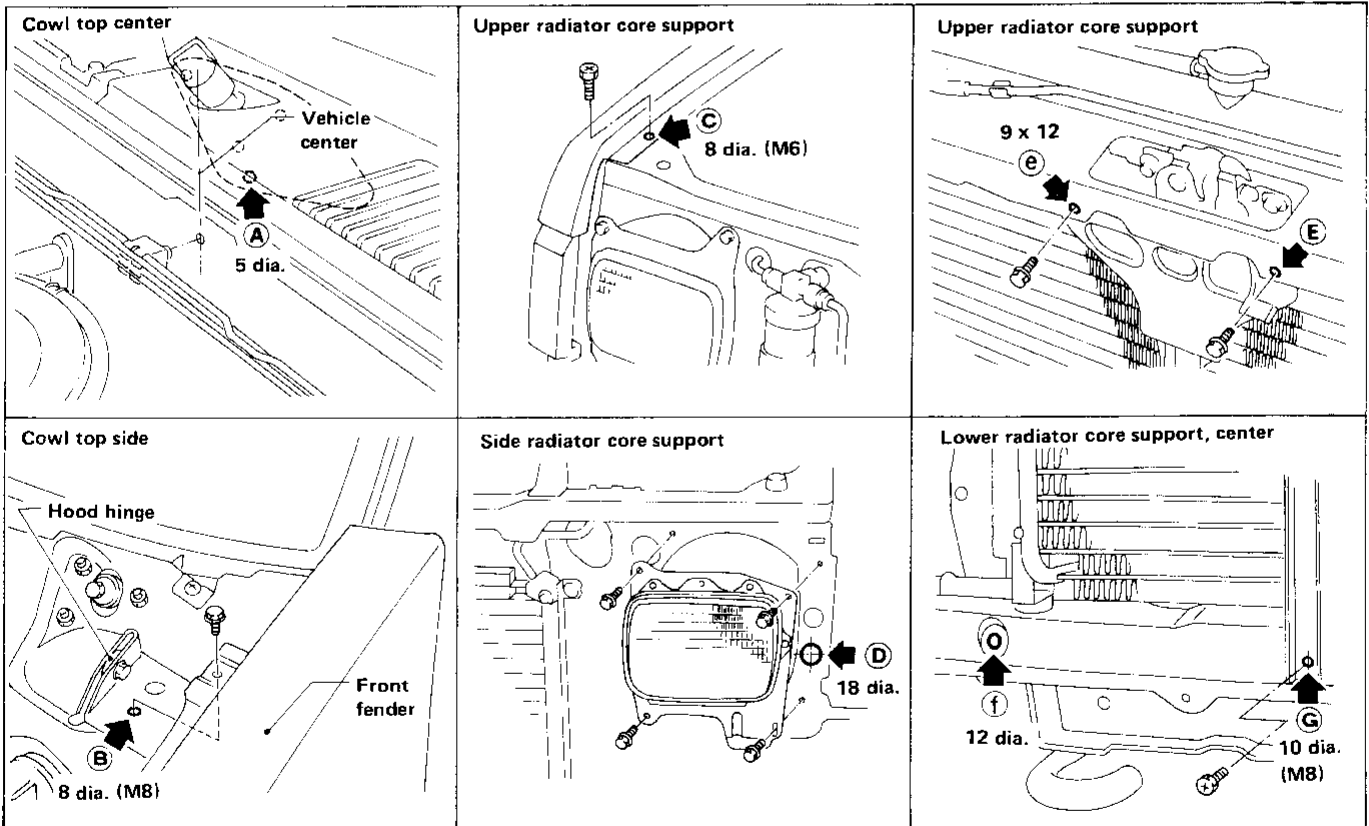 Cowl top center
Vehicle
center
A
5 dia.
Upper radiator core support
C
8 dia. (M6)
Upper radiator core support
9 x 12
e
E
Cowl top side
Hood hinge
Front
fender
B
8 dia. (M8)
Side radiator core support
D
18 dia.
Lower radiator core support, center
f
12 dia.
G
10 dia.
(M8)